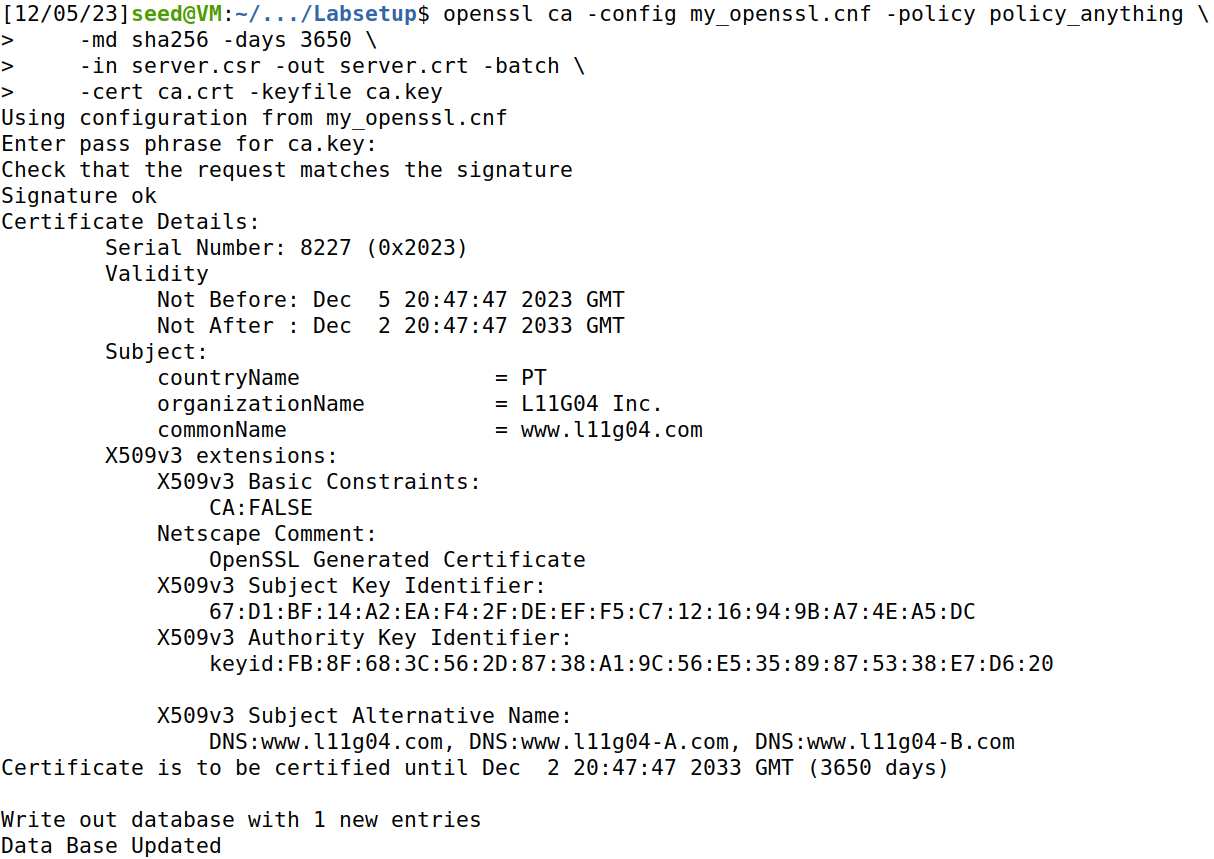 [12/05/23]seed@VM:~/.../Labsetup$ openssl ca -config my_openssl.cnf -policy policy_anything \
>     -md sha256 -days 3650 \
>     -in server.csr -out server.crt -batch \
>     -cert ca.crt -keyfile ca.key
Using configuration from my_openssl.cnf
Enter pass phrase for ca.key:
Check that the request matches the signature
Signature ok
Certificate Details:
        Serial Number: 8227 (0x2023)
        Validity
            Not Before: Dec  5 20:47:47 2023 GMT
            Not After : Dec  2 20:47:47 2033 GMT
        Subject:
            countryName               = PT
            organizationName          = L11G04 Inc.
            commonName                = www.l11g04.com
        X509v3 extensions:
            X509v3 Basic Constraints:
                CA:FALSE
            Netscape Comment:
                OpenSSL Generated Certificate
            X509v3 Subject Key Identifier:
                67:D1:BF:14:A2:EA:F4:2F:DE:EF:F5:C7:12:16:94:9B:A7:4E:A5:DC
            X509v3 Authority Key Identifier:
                keyid:FB:8F:68:3C:56:2D:87:38:A1:9C:56:E5:35:89:87:53:38:E7:D6:20
            X509v3 Subject Alternative Name:
                DNS:www.l11g04.com, DNS:www.l11g04-A.com, DNS:www.l11g04-B.com
Certificate is to be certified until Dec  2 20:47:47 2033 GMT (3650 days)
Write out database with 1 new entries
Data Base Updated